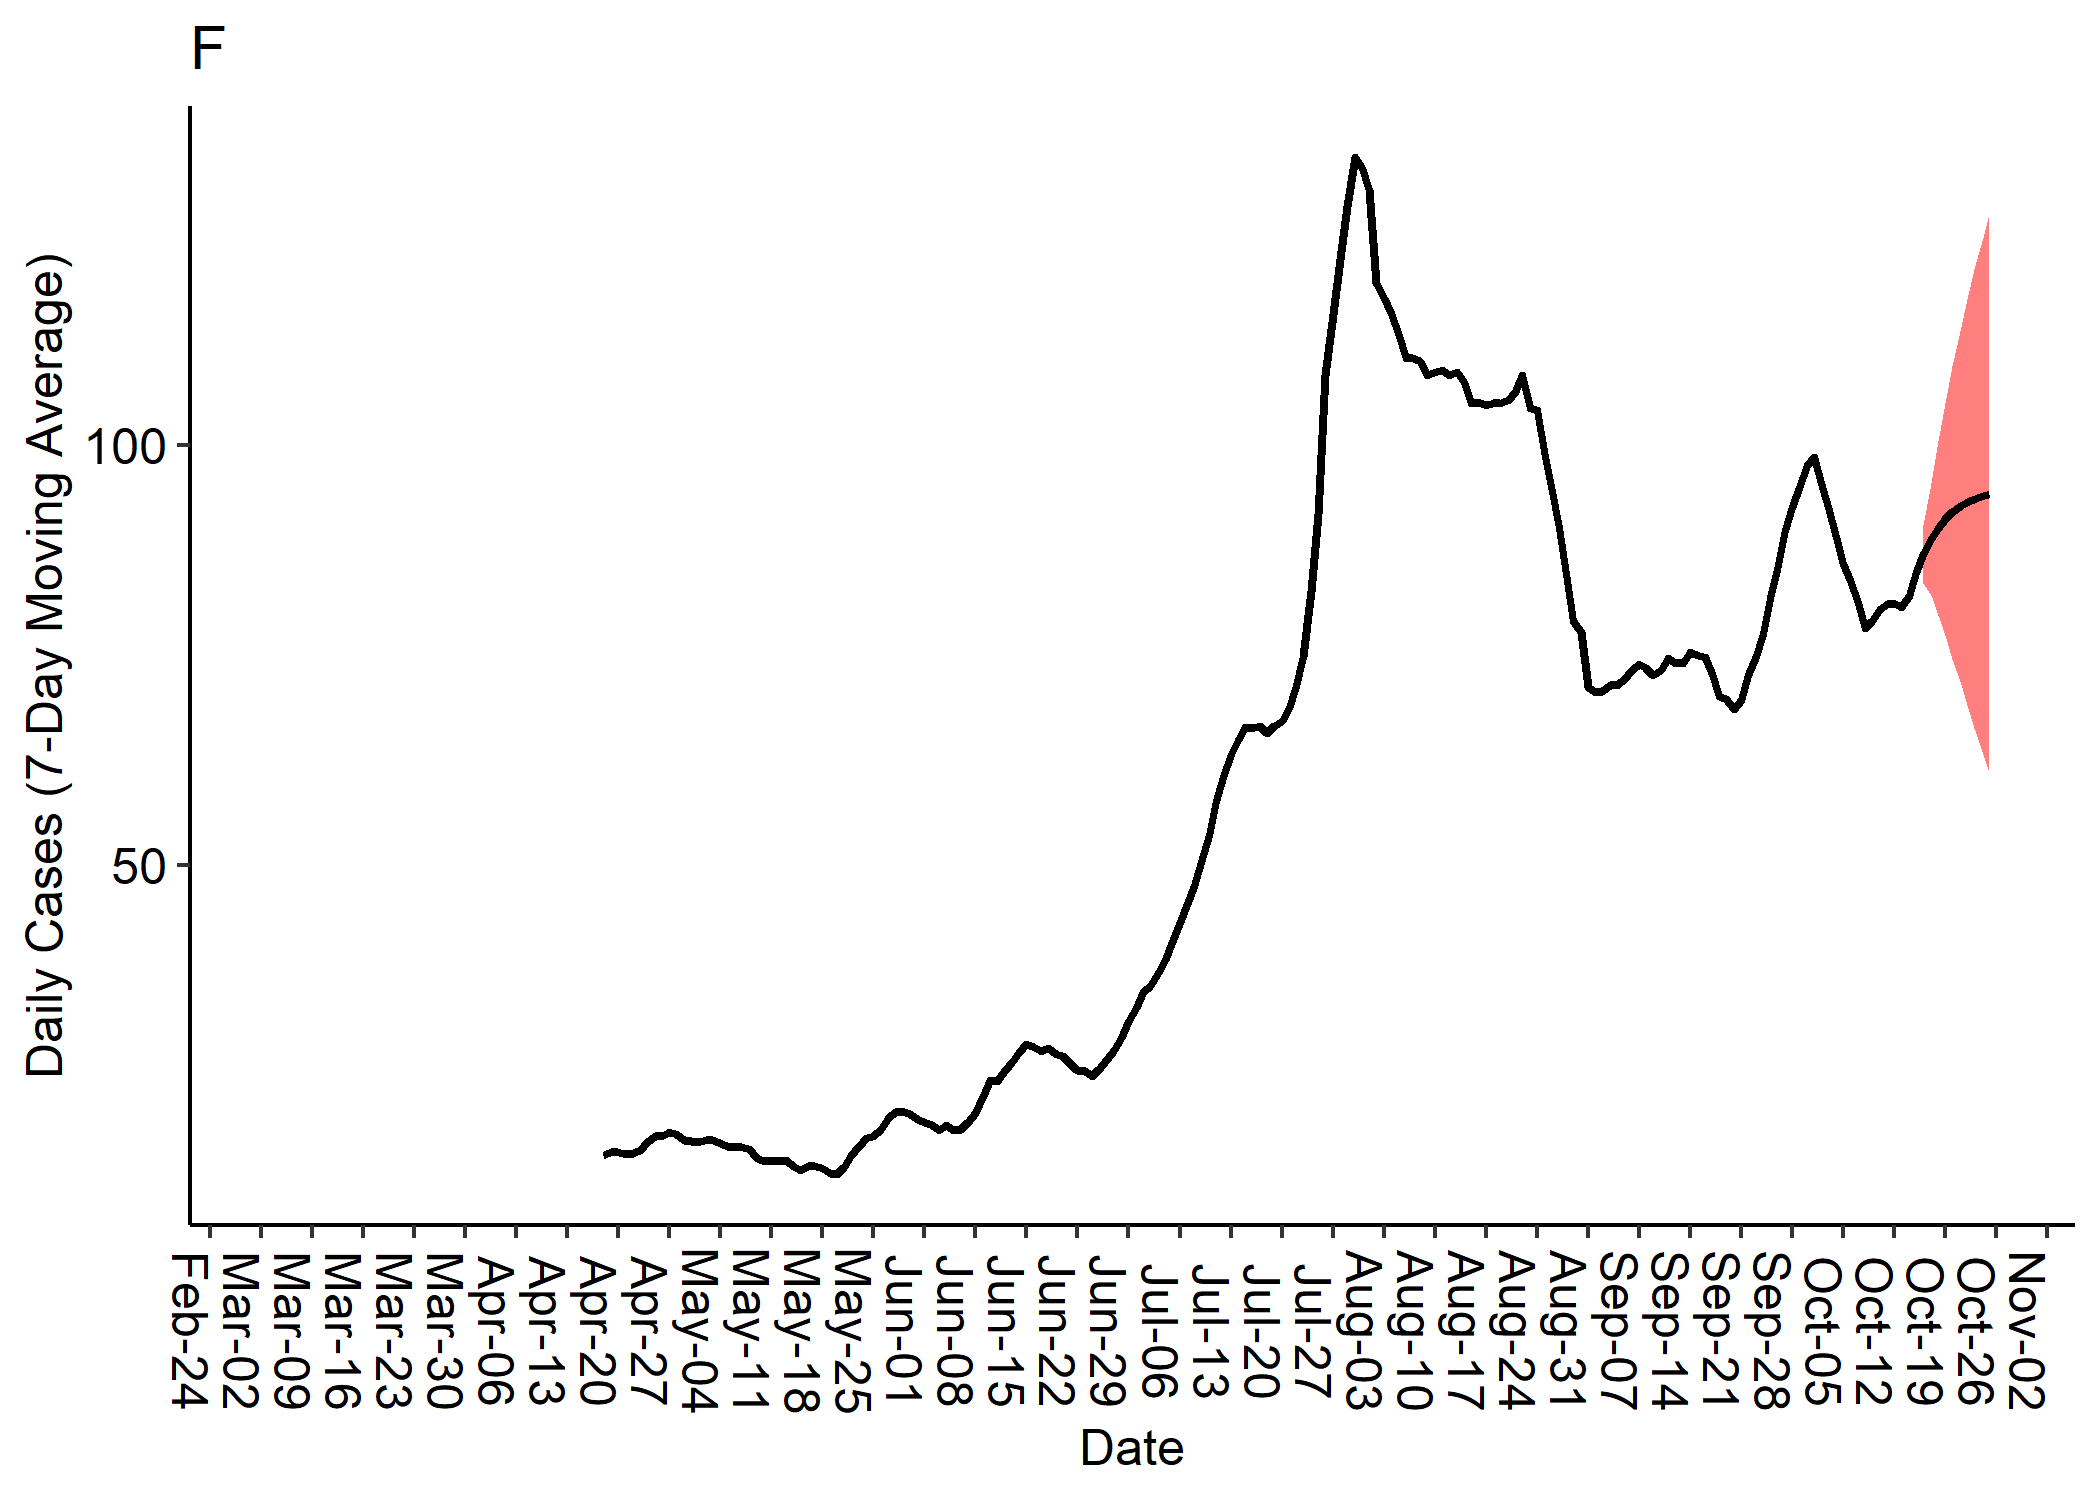 F
Daily Cases (7-Day Moving Average)
100
50
Feb-24
Mar-02
Mar-09
Mar-16
Mar-23
Mar-30
Apr-06
Apr-13
Apr-20
Apr-27
May-04
May-11
May-18
May-25
Jun-01
Jun-08
Jun-15
Jun-22
Jun-29
Jul-06
Jul-13
Jul-20
Jul-27
Aug-03
Aug-10
Aug-17
Aug-24
Aug-31
Sep-07
Sep-14
Sep-21
Sep-28
Oct-05
Oct-12
Oct-19
Oct-26
Nov-02
Date